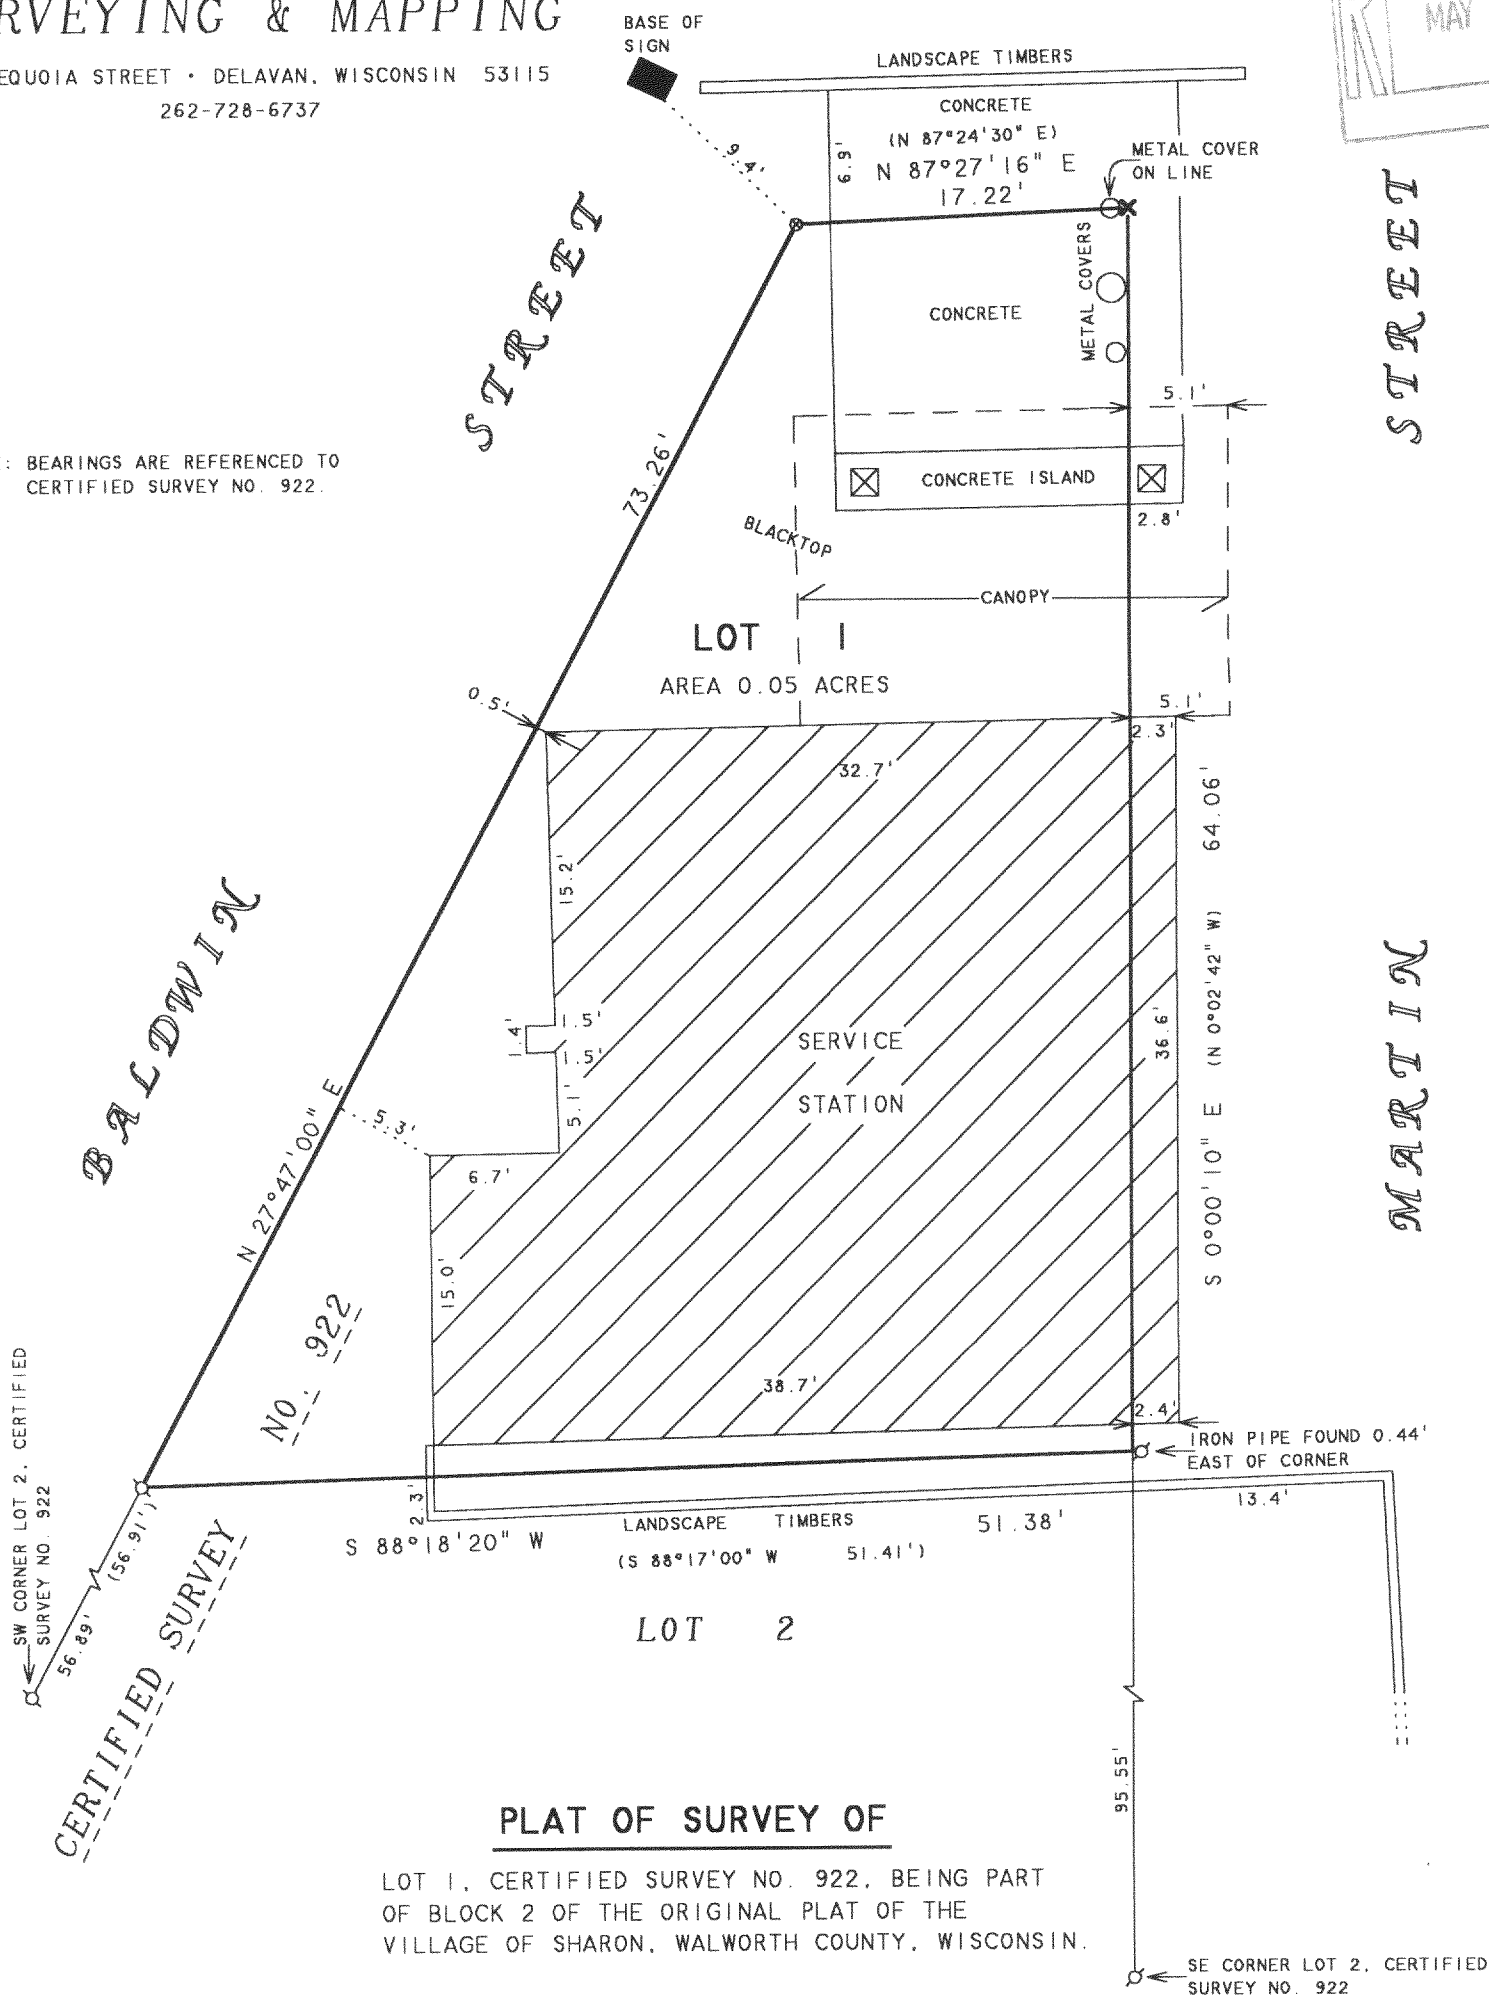 & MAPPING
STREET • DELAVAN, WISCONSIN 53115
262-728-6737
MAY
BASE OF
SIGN
LANDSCAPE TIMBERS
CONCRETE
(N 87°24'30" E)
N 87°27'16" E
17.22'
6.9'
9.4'
METAL COVER
ON LINE
METAL COVERS
CONCRETE
STREET
STREET
5.1'
: BEARINGS ARE REFERENCED TO
CERTIFIED SURVEY NO. 922.
73.26'
CONCRETE ISLAND
2.8'
BLACKTOP
CANOPY
LOT 1
AREA 0.05 ACRES
0.5'
5.1'
2.3'
32.7'
64.06'
15.2'
BALDWIN
MARTIN
(N 0°02'42" W)
S 0°00'10" E
36.6'
1.4'
1.5'
1.5'
5.1'
SERVICE
STATION
5.3'
6.7'
N 27°47'00" E
15.0'
38.7'
2.4'
NO. 922
IRON PIPE FOUND 0.44'
EAST OF CORNER
13.4'
2.3'
LANDSCAPE TIMBERS
51.38'
S 88°18'20" W
(S 88°17'00" W 51.41')
SW CORNER LOT 2, CERTIFIED
SURVEY NO. 922
(56.91')
56.89'
CERTIFIED SURVEY
LOT 2
95.55'
PLAT OF SURVEY OF
LOT 1, CERTIFIED SURVEY NO. 922, BEING PART
OF BLOCK 2 OF THE ORIGINAL PLAT OF THE
VILLAGE OF SHARON, WALWORTH COUNTY, WISCONSIN.
SE CORNER LOT 2, CERTIFIED
SURVEY NO. 922